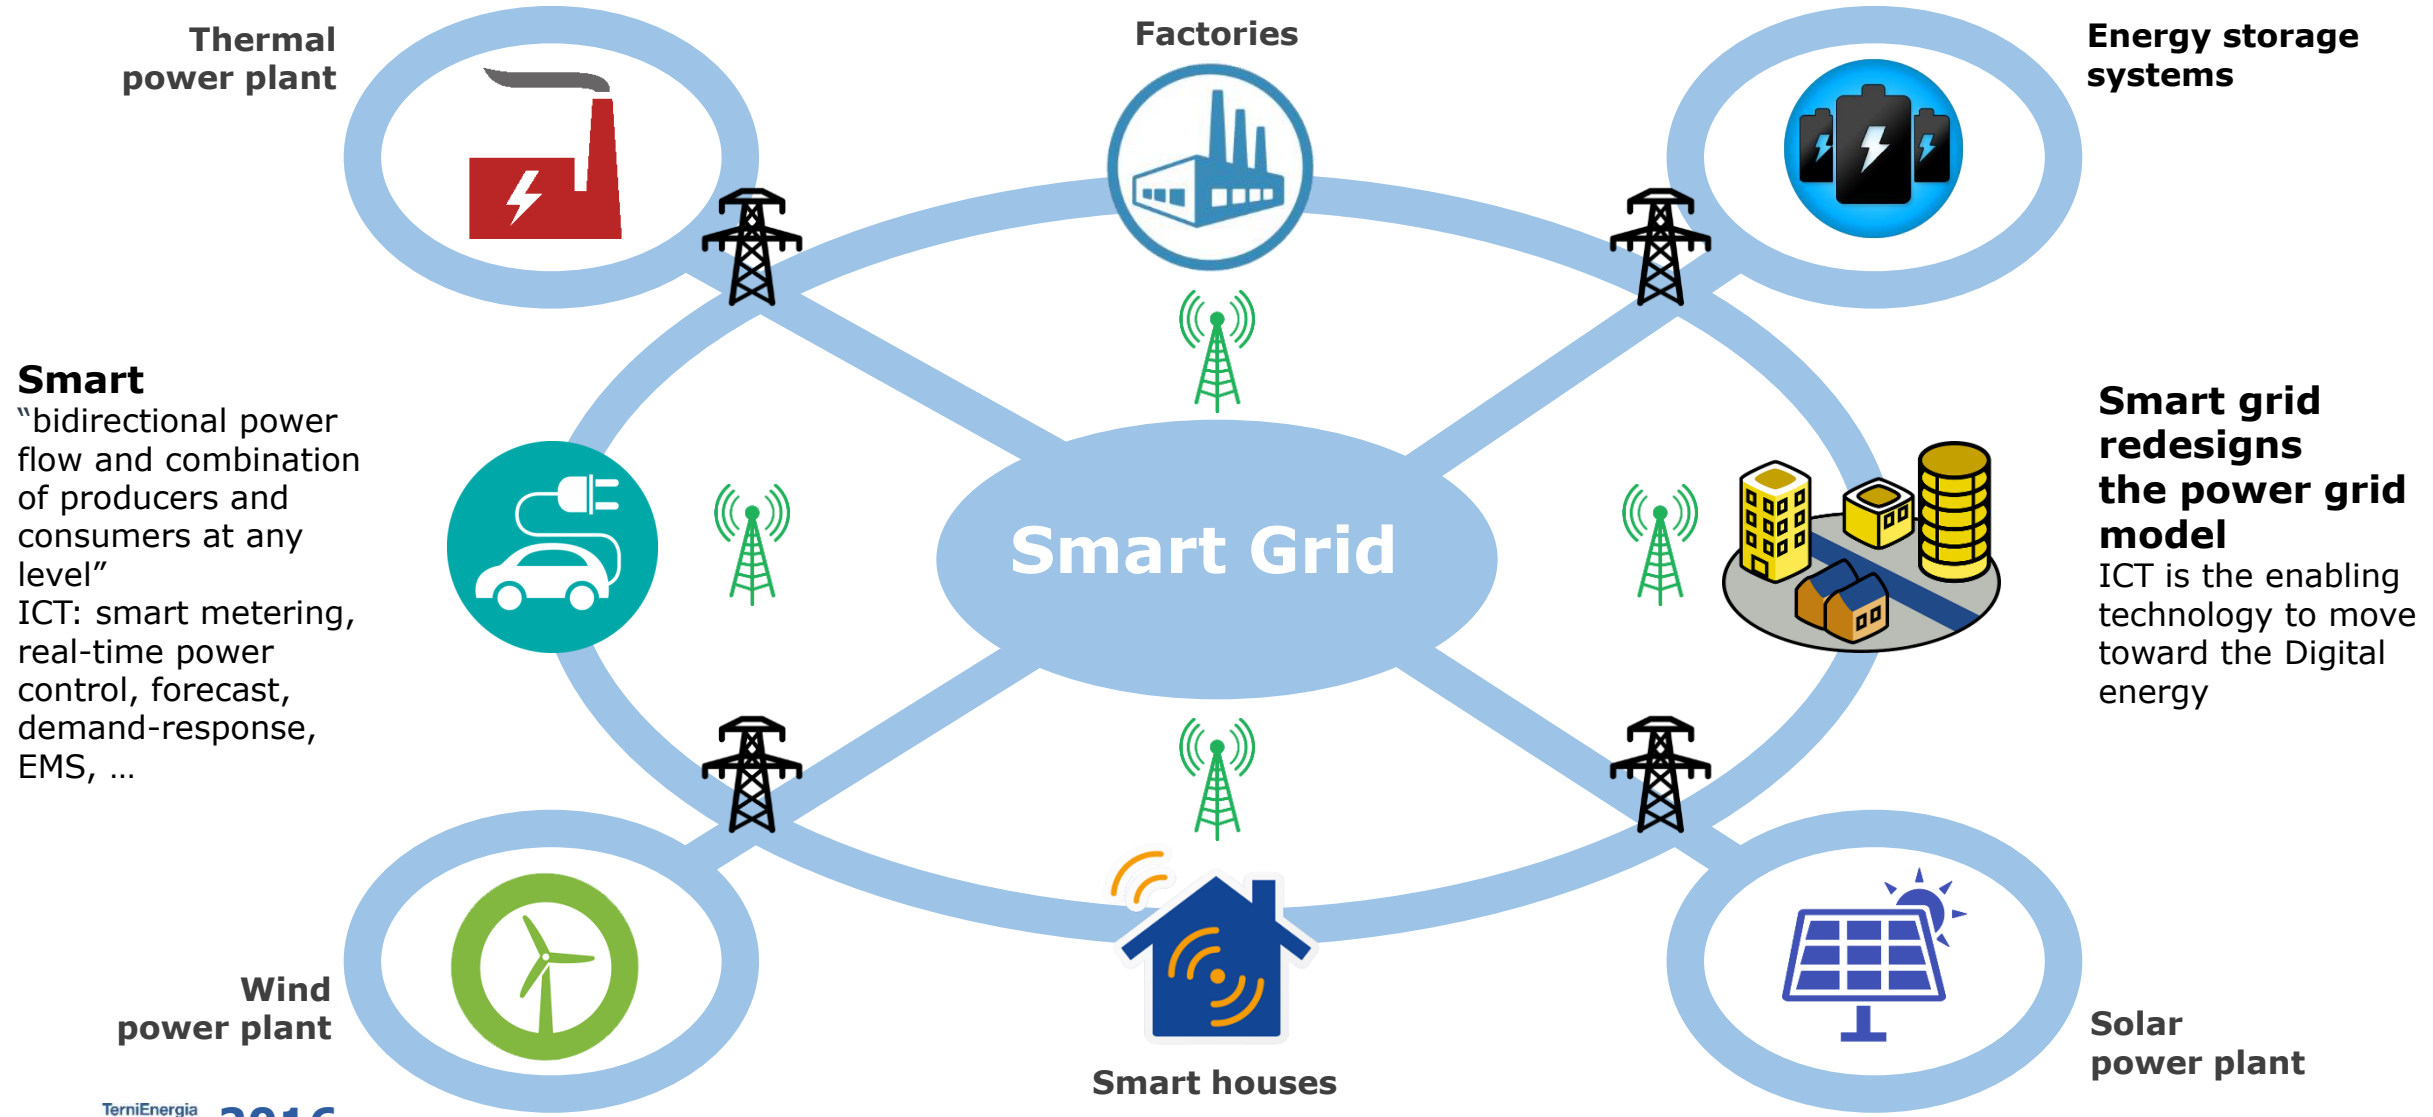 Thermal
power plant
Factories
Energy storage
systems
Smart
“bidirectional power
flow and combination
of producers and
consumers at any
level”
ICT: smart metering,
real-time power
control, forecast,
demand-response,
EMS, …
Smart Grid
Smart grid
redesigns
the power grid
model
ICT is the enabling
technology to move
toward the Digital
energy
Wind
power plant
Smart houses
Solar
power plant
TerniEnergia
2016